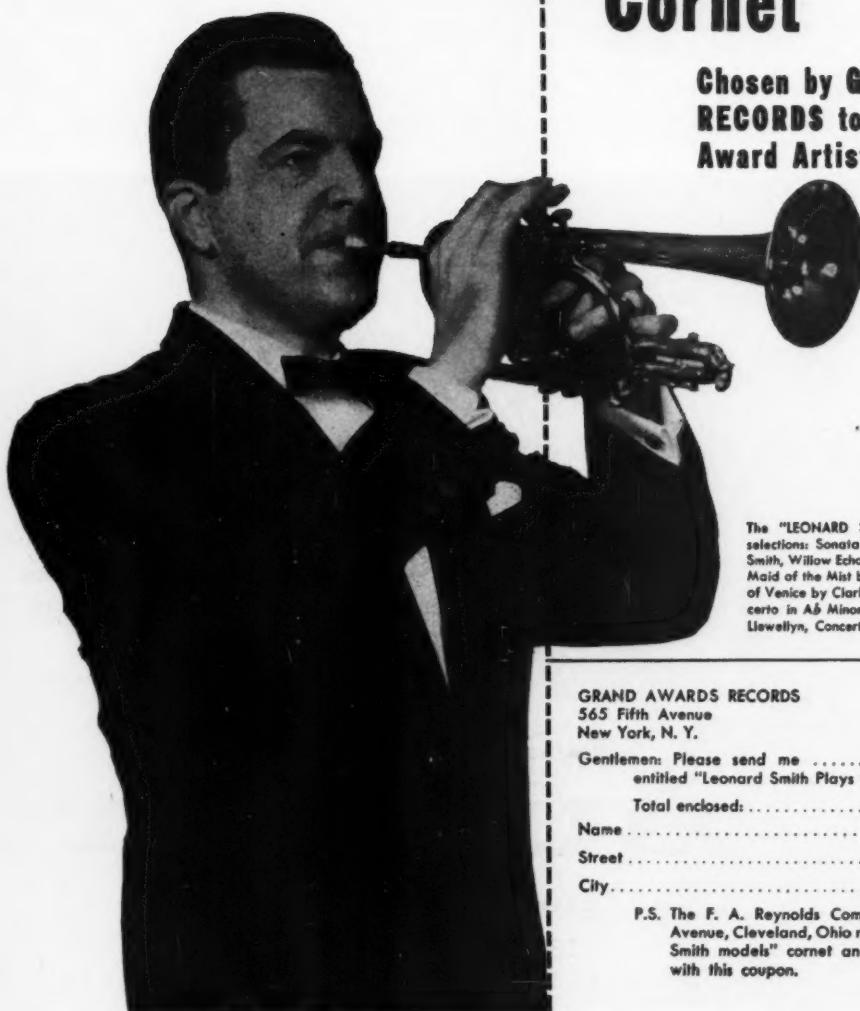 Cornet
Chosen by G
RECORDS to
Award Artis
The "LEONARD
selections: Sonata
Smith, Willow Echo
Maid of the Mist b
of Venice by Clar
certo in Ab Minor
Llewellyn, Concert
GRAND AWARDS RECORDS
565 Fifth Avenue
New York, N. Y.
Gentlemen: Please send me ......
entitled "Leonard Smith Plays
Total enclosed: ..............
Name ..........................
Street ..........................
City............................
P.S. The F. A. Reynolds Com
Avenue, Cleveland, Ohio
Smith models" cornet an
with this coupon.